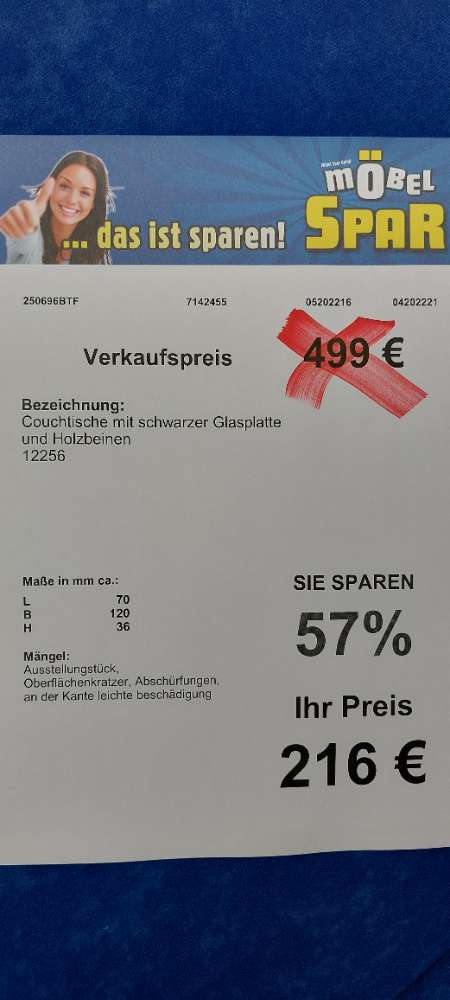 MÖBEL
SPAR
... das ist sparen!
250696BTF 7142455 05202216 04202221
Verkaufspreis 499 €
Bezeichnung:
Couchtische mit schwarzer Glasplatte
und Holzbeinen
12256
Maße in mm ca.:
L 70
B 120
H 36
Mängel:
Ausstellungstück,
Oberflächenkratzer, Abschürfungen,
an der Kante leichte beschädigung
SIE SPAREN
57%
Ihr Preis
216 €